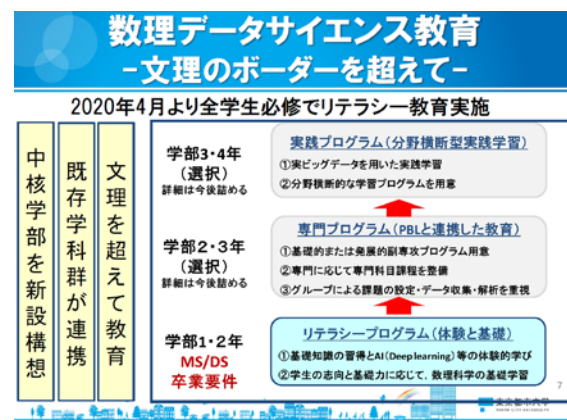 数理データサイエンス教育
−文理のボーダーを超えて−
2020年4月より全学生必修でリテラシー教育実施
中核学部を新設構想
既存学科群が連携
文理を超えて教育
学部3・4年
(選択)
詳細は今後詰める
実践プログラム(分野横断型実践学習)
①実ビッグデータを用いた実践学習
②分野横断的な学習プログラムを用意
学部2・3年
(選択)
詳細は今後詰める
専門プログラム(PBLと連携した教育)
①基礎的または発展的副専攻プログラム用意
②専門に応じて専門科目課程を整備
③グループによる課題の設定・データ収集・解析を重視
学部1・2年
MS/DS
卒業要件
リテラシープログラム(体験と基礎)
①基礎知識の習得とAI(Deep learning)等の体験的学び
②学生の志向と基礎力に応じて、数理科学の基礎学習
7
東京都市大学